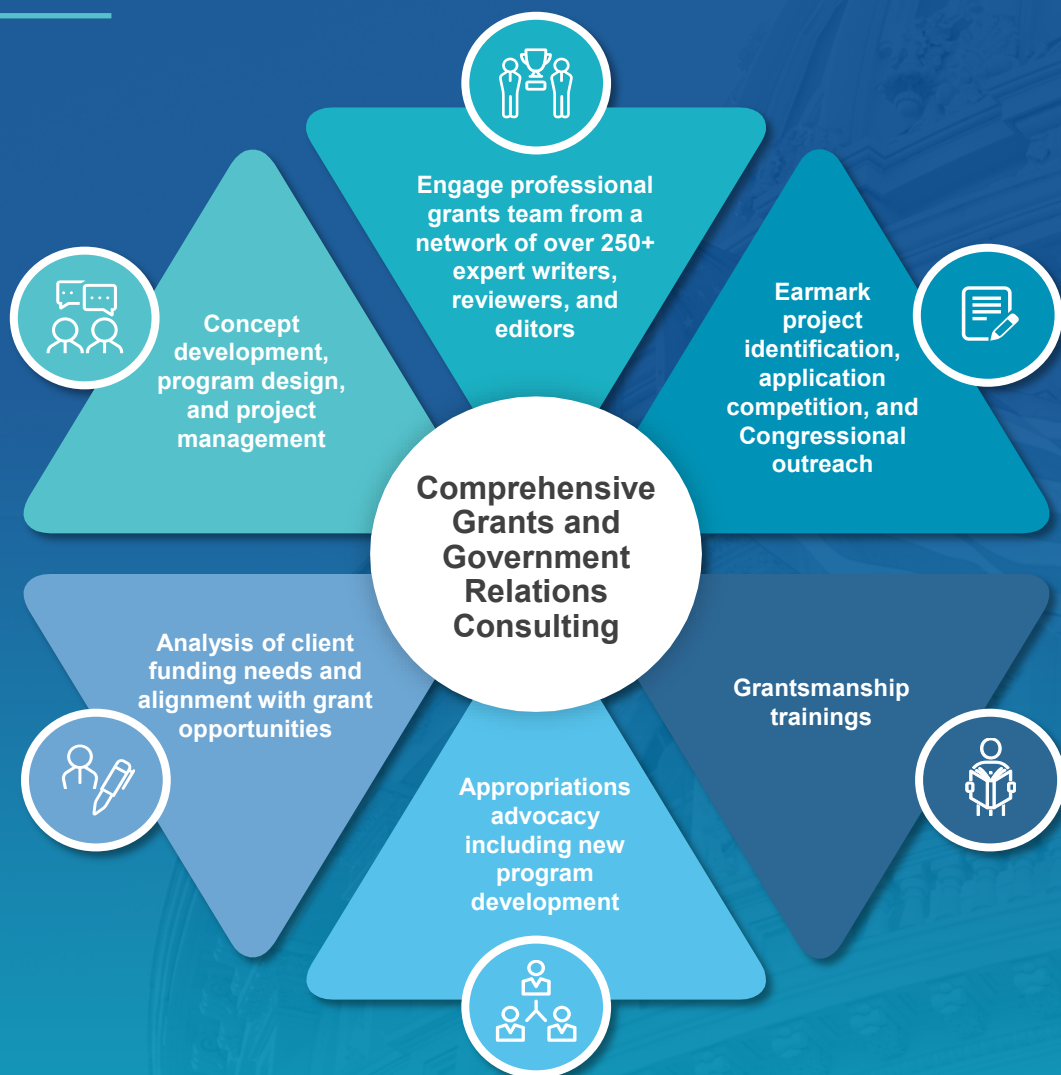 Engage professional
grants team from a
network of over 250+
expert writers,
reviewers, and
editors
Earmark
project
identification,
application
competition, and
Congressional
outreach
Concept
development,
program design,
and project
management
Comprehensive
Grants and
Government
Relations
Consulting
Analysis of client
funding needs and
alignment with grant
opportunities
Grantsmanship
trainings
Appropriations
advocacy
including new
program
development